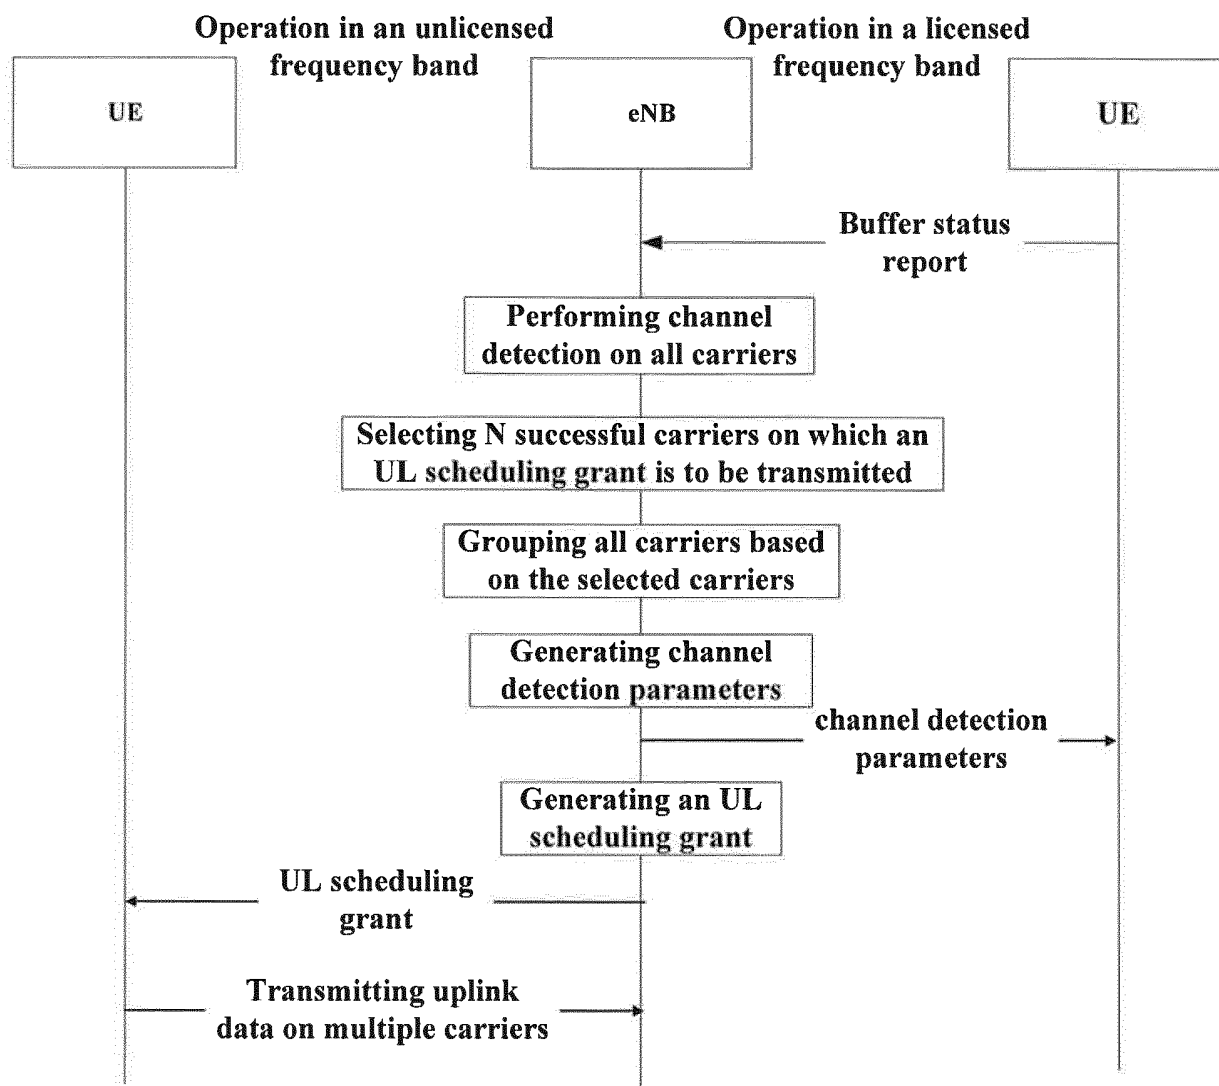 Operation in an unlicensed
frequency band
Operation in a licensed
frequency band
UE
eNB
UE
Buffer status
report
Performing channel
detection on all carriers
Selecting N successful carriers on which an
UL scheduling grant is to be transmitted
Grouping all carriers based
on the selected carriers
Generating channel
detection parameters
channel detection
parameters
Generating an UL
scheduling grant
UL scheduling
grant
Transmitting uplink
data on multiple carriers